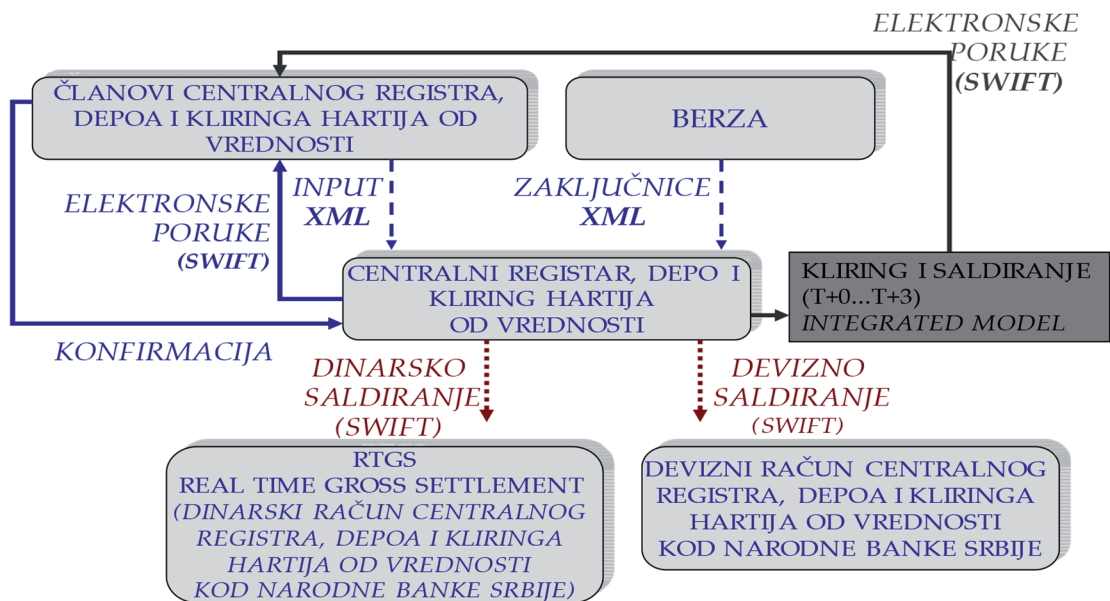 ELEKTRONSKE
PORUKE
(SWIFT)
ČLANOVI CENTRALNOG REGISTRA,
DEPOA I KLIRINGA HARTIJA OD
VREDNOSTI
BERZA
ELEKTRONSKE
PORUKE
(SWIFT)
INPUT
XML
ZAKLJUČNICE
XML
CENTRALNI REGISTAR, DEPO I
KLIRING HARTIJA
OD VREDNOSTI
KLIRING I SALDIRANJE
(T+0...T+3)
INTEGRATED MODEL
KONFIRMACIJA
DINARSKO
SALDIRANJE
(SWIFT)
DEVIZNO
SALDIRANJE
(SWIFT)
RTGS
REAL TIME GROSS SETTLEMENT
(DINARSKI RAČUN CENTRALNOG
REGISTRA, DEPOA I KLIRINGA
HARTIJA OD VREDNOSTI
KOD NARODNE BANKE SRBIJE)
DEVIZNI RAČUN CENTRALNOG
REGISTRA, DEPOA I KLIRINGA
HARTIJA OD VREDNOSTI
KOD NARODNE BANKE SRBIJE